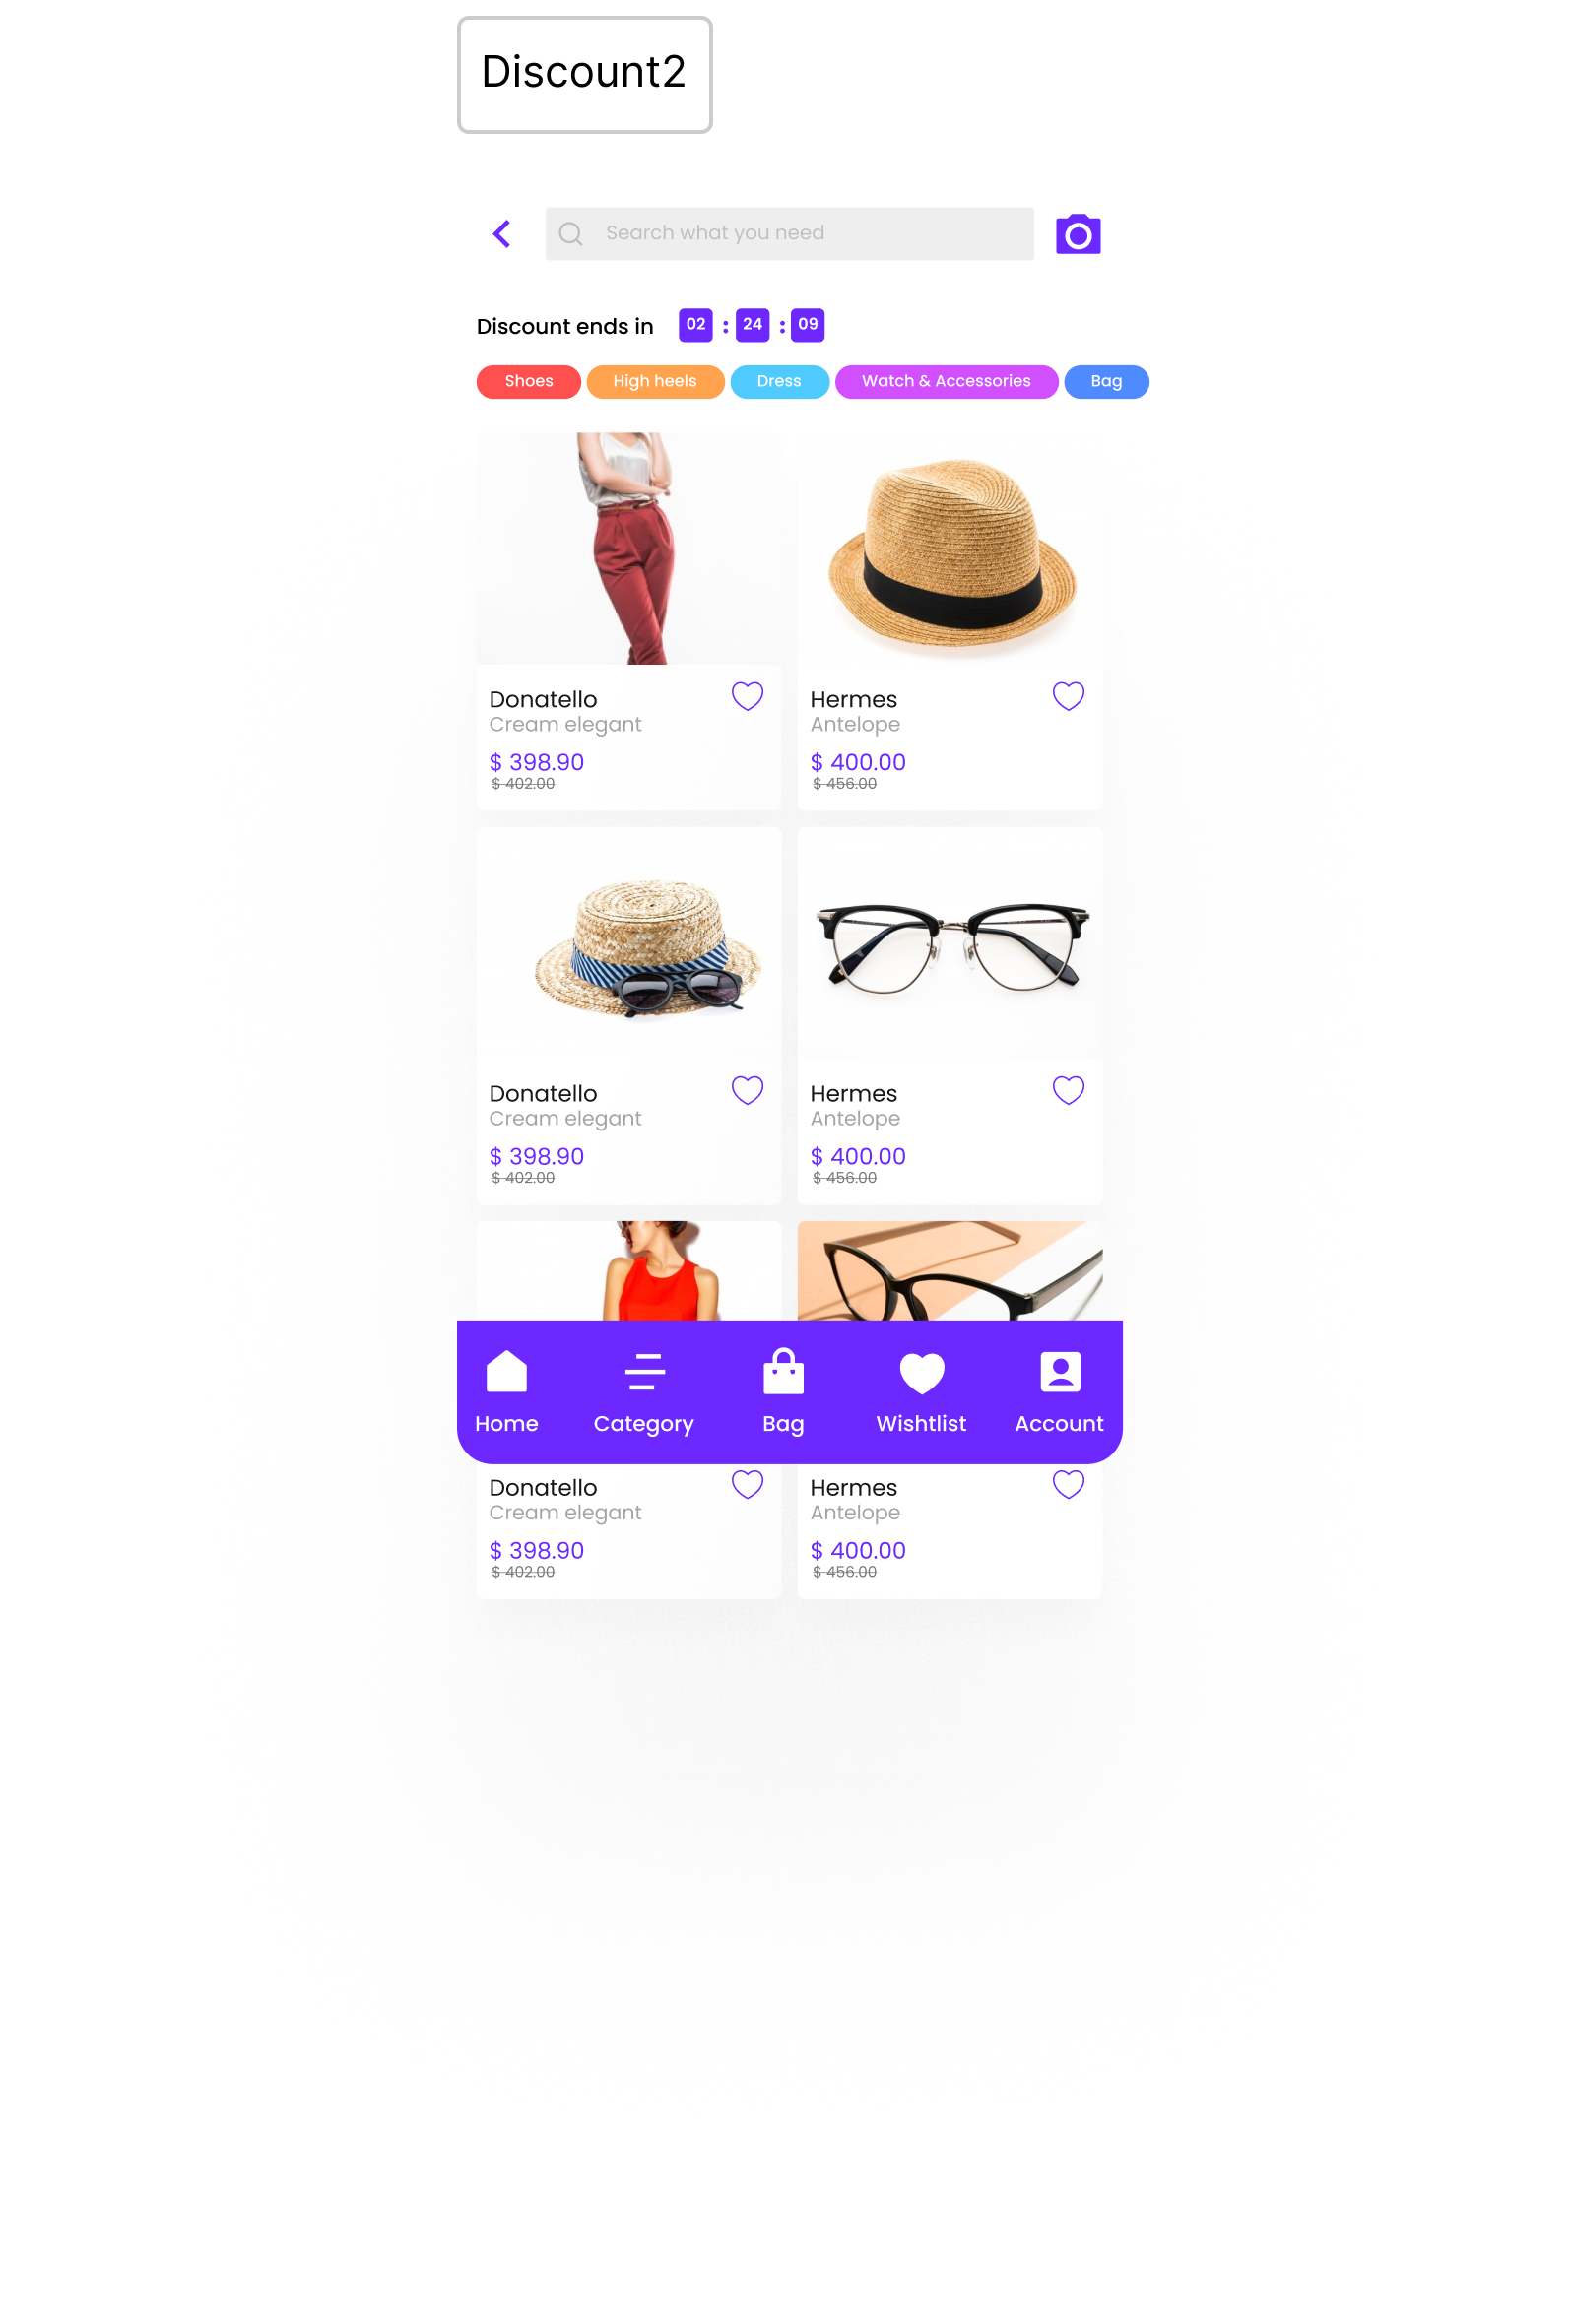 Discount2
Search what you need
Discount ends in 02 : 24 : 09
Shoes High heels Dress Watch & Accessories Bag
Donatello
Cream elegant
$ 398.90
$ 402.00
Hermes
Antelope
$ 400.00
$ 456.00
Donatello
Cream elegant
$ 398.90
$ 402.00
Hermes
Antelope
$ 400.00
$ 456.00
Home Category Bag Wishtlist Account
Donatello
Cream elegant
$ 398.90
$ 402.00
Hermes
Antelope
$ 400.00
$ 456.00